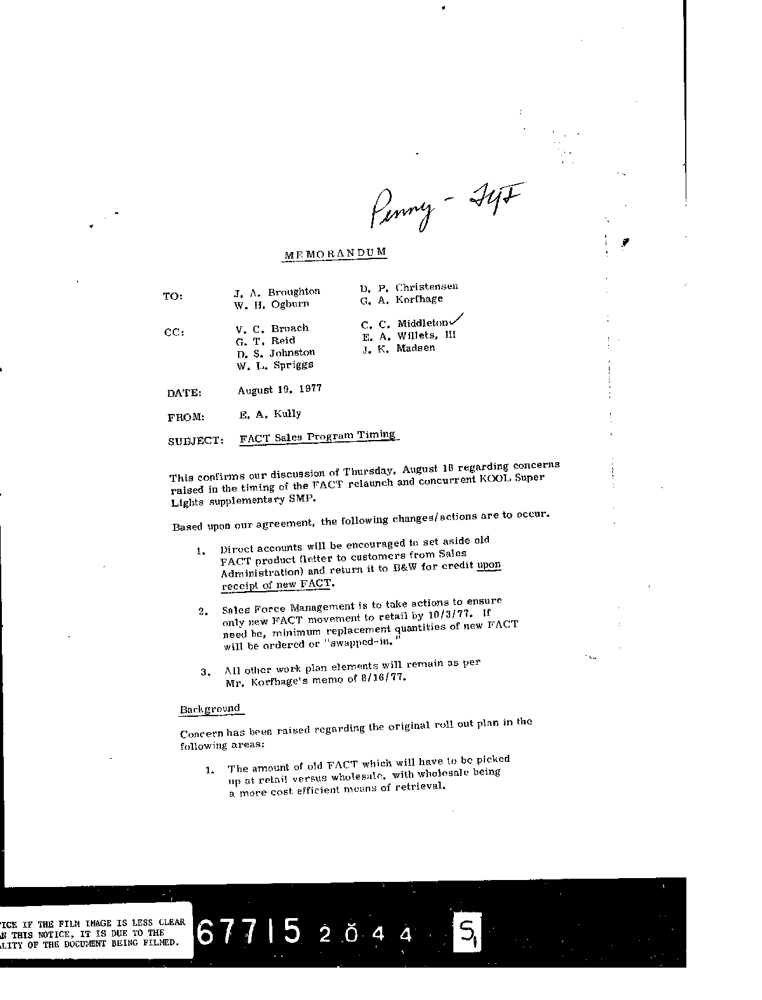 Penny - FYI
MEMORANDUM
TO: J. A. Broughton D. P. Christensen
W. H. Ogburn G. A. Korfhage
CC: V. C. Broach C. C. Middleton ✓
G. T. Reid E. A. Willets, III
D. S. Johnston J. K. Madsen
W. L. Spriggs
DATE: August 19, 1977
FROM: E. A. Kully
SUBJECT: FACT Sales Program Timing
This confirms our discussion of Thursday, August 18 regarding concerns
raised in the timing of the FACT relaunch and concurrent KOOL Super
Lights supplementary SMP.
Based upon our agreement, the following changes/actions are to occur.
1. Direct accounts will be encouraged to set aside old
FACT product (letter to customers from Sales
Administration) and return it to B&W for credit upon
receipt of new FACT.
2. Sales Force Management is to take actions to ensure
only new FACT movement to retail by 10/3/77. If
need be, minimum replacement quantities of new FACT
will be ordered or "swapped-in."
3. All other work plan elements will remain as per
Mr. Korfhage's memo of 8/16/77.
Background
Concern has been raised regarding the original roll out plan in the
following areas:
1. The amount of old FACT which will have to be picked
up at retail versus wholesale, with wholesale being
a more cost efficient means of retrieval.
ICE IF THE FILM IMAGE IS LESS CLEAR
N THIS NOTICE, IT IS DUE TO THE
LITY OF THE DOCUMENT BEING FILMED.
67715 2044 S1